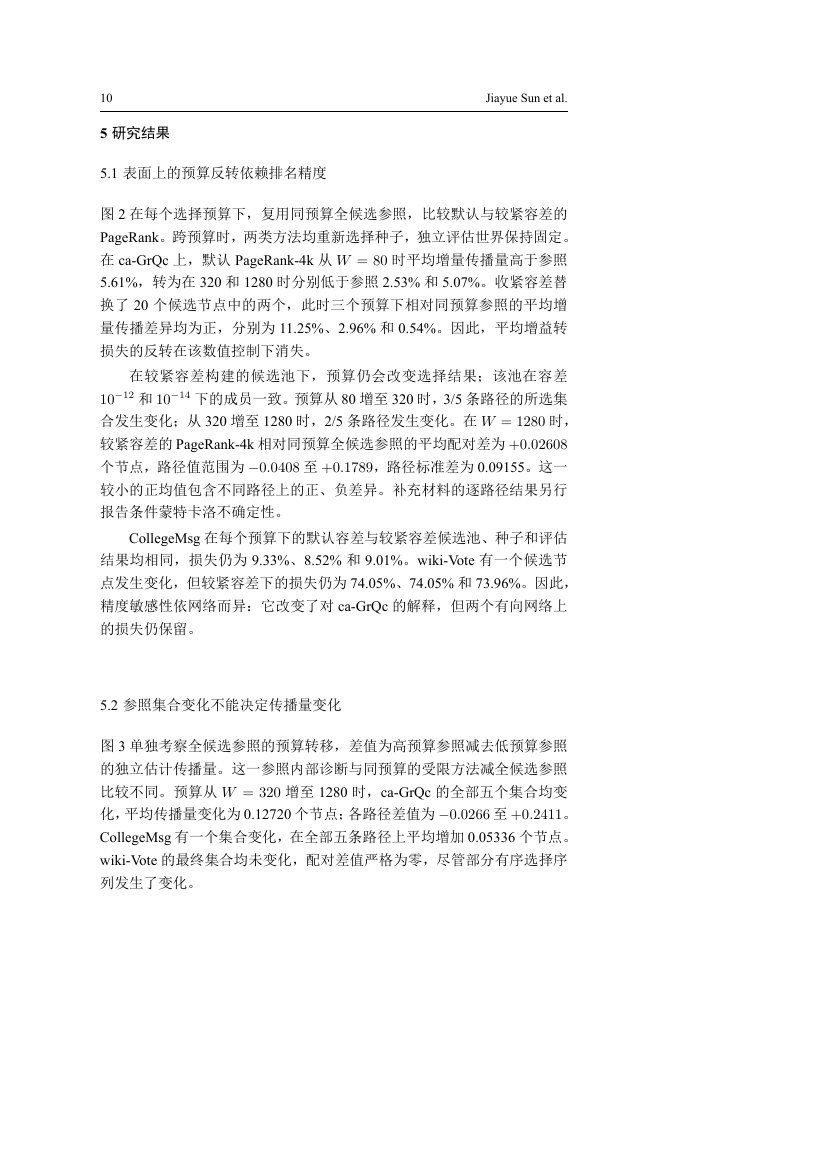 10
Jiayue Sun et al.
5 研究结果
5.1 表面上的预算反转依赖排名精度
图 2 在每个选择预算下，复用同预算全候选参照，比较默认与较紧容差的
PageRank。跨预算时，两类方法均重新选择种子，独立评估世界保持固定。
在 ca-GrQc 上，默认 PageRank-4k 从 W = 80 时平均增量传播量高于参照
5.61%，转为在 320 和 1280 时分别低于参照 2.53% 和 5.07%。收紧容差替
换了 20 个候选节点中的两个，此时三个预算下相对同预算参照的平均增
量传播差异均为正，分别为 11.25%、2.96% 和 0.54%。因此，平均增益转
损失的反转在该数值控制下消失。
在较紧容差构建的候选池下，预算仍会改变选择结果；该池在容差
10⁻¹² 和 10⁻¹⁴ 下的成员一致。预算从 80 增至 320 时，3/5 条路径的所选集
合发生变化；从 320 增至 1280 时，2/5 条路径发生变化。在 W = 1280 时，
较紧容差的 PageRank-4k 相对同预算全候选参照的平均配对差为 +0.02608
个节点，路径值范围为 −0.0408 至 +0.1789，路径标准差为 0.09155。这一
较小的正均值包含不同路径上的正、负差异。补充材料的逐路径结果另行
报告条件蒙特卡洛不确定性。
CollegeMsg 在每个预算下的默认容差与较紧容差候选池、种子和评估
结果均相同，损失仍为 9.33%、8.52% 和 9.01%。wiki-Vote 有一个候选节
点发生变化，但较紧容差下的损失仍为 74.05%、74.05% 和 73.96%。因此，
精度敏感性依网络而异：它改变了对 ca-GrQc 的解释，但两个有向网络上
的损失仍保留。
5.2 参照集合变化不能决定传播量变化
图 3 单独考察全候选参照的预算转移，差值为高预算参照减去低预算参照
的独立估计传播量。这一参照内部诊断与同预算的受限方法减全候选参照
比较不同。预算从 W = 320 增至 1280 时，ca-GrQc 的全部五个集合均变
化，平均传播量变化为 0.12720 个节点；各路径差值为 −0.0266 至 +0.2411。
CollegeMsg 有一个集合变化，在全部五条路径上平均增加 0.05336 个节点。
wiki-Vote 的最终集合均未变化，配对差值严格为零，尽管部分有序选择序
列发生了变化。